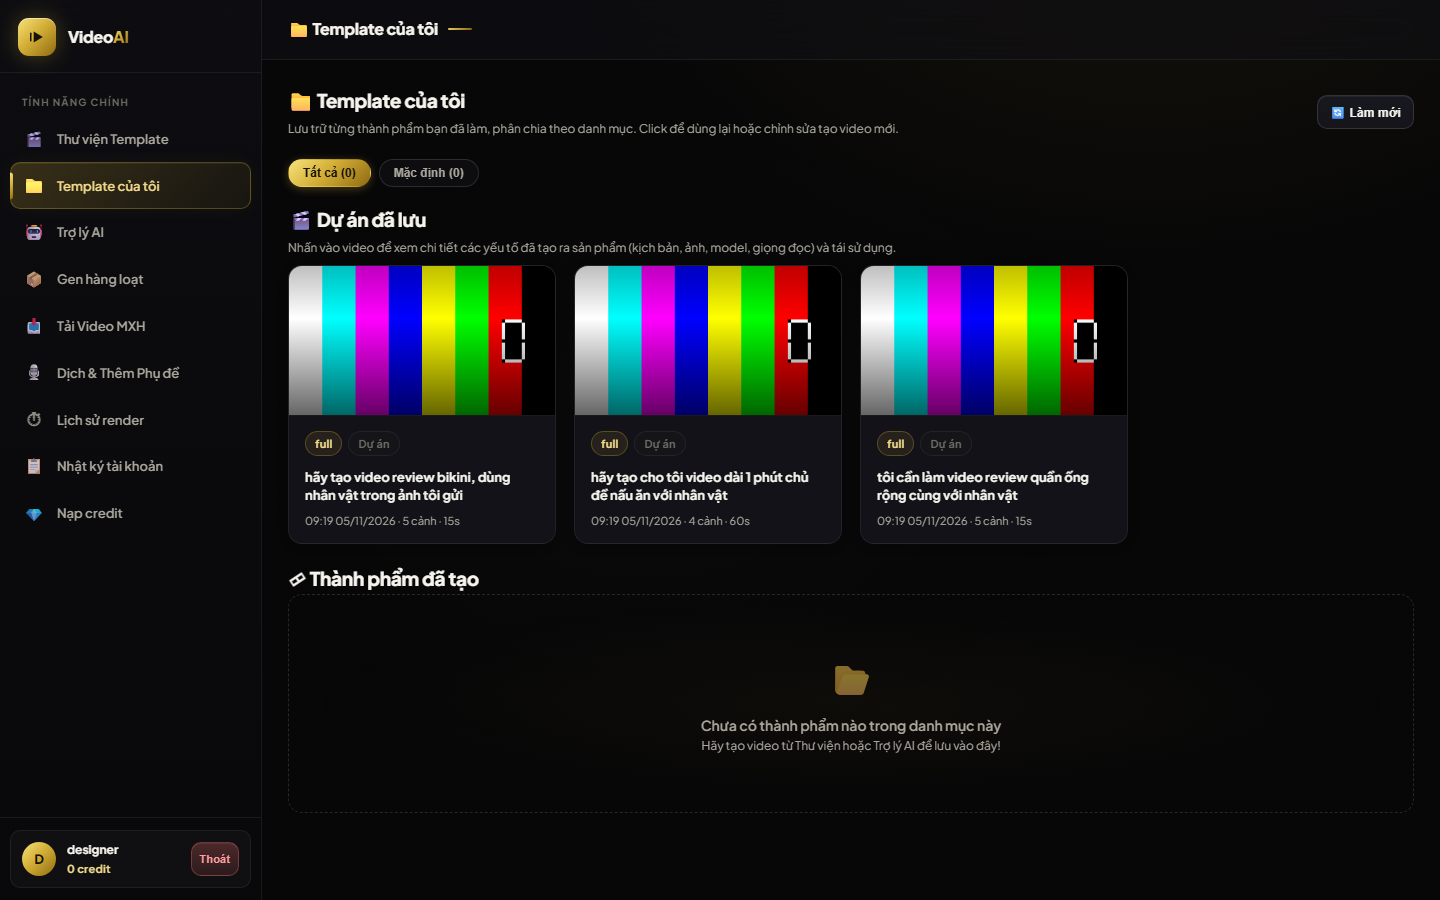 VideoAI
TÍNH NĂNG CHÍNH
Thư viện Template
Template của tôi
Trợ lý AI
Gen hàng loạt
Tải Video MXH
Dịch & Thêm Phụ đề
Lịch sử render
Nhật ký tài khoản
Nạp credit
D
designer
0 credit
Thoát
Template của tôi
Template của tôi
Lưu trữ từng thành phẩm bạn đã làm, phân chia theo danh mục. Click để dùng lại hoặc chỉnh sửa tạo video mới.
Làm mới
Tất cả (0)
Mặc định (0)
Dự án đã lưu
Nhấn vào video để xem chi tiết các yếu tố đã tạo ra sản phẩm (kịch bản, ảnh, model, giọng đọc) và tái sử dụng.
0
full
Dự án
hãy tạo video review bikini, dùng
nhân vật trong ảnh tôi gửi
09:19 05/11/2026 · 5 cảnh · 15s
0
full
Dự án
hãy tạo cho tôi video dài 1 phút chủ
đề nấu ăn với nhân vật
09:19 05/11/2026 · 4 cảnh · 60s
0
full
Dự án
tôi cần làm video review quần ống
rộng cùng với nhân vật
09:19 05/11/2026 · 5 cảnh · 15s
Thành phẩm đã tạo
Chưa có thành phẩm nào trong danh mục này
Hãy tạo video từ Thư viện hoặc Trợ lý AI để lưu vào đây!